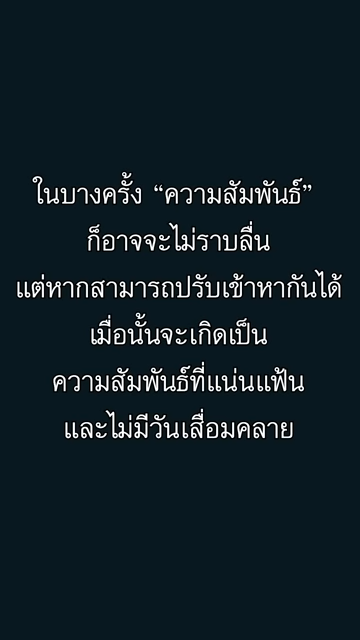 ในบางครั้ง “ความสัมพันธ์”
ก็อาจจะไม่ราบลื่น
แต่หากสามารถปรับเข้าหากันได้
เมื่อนั้นจะเกิดเป็น
ความสัมพันธ์ที่แน่นแฟ้น
และไม่มีวันเสื่อมคลาย